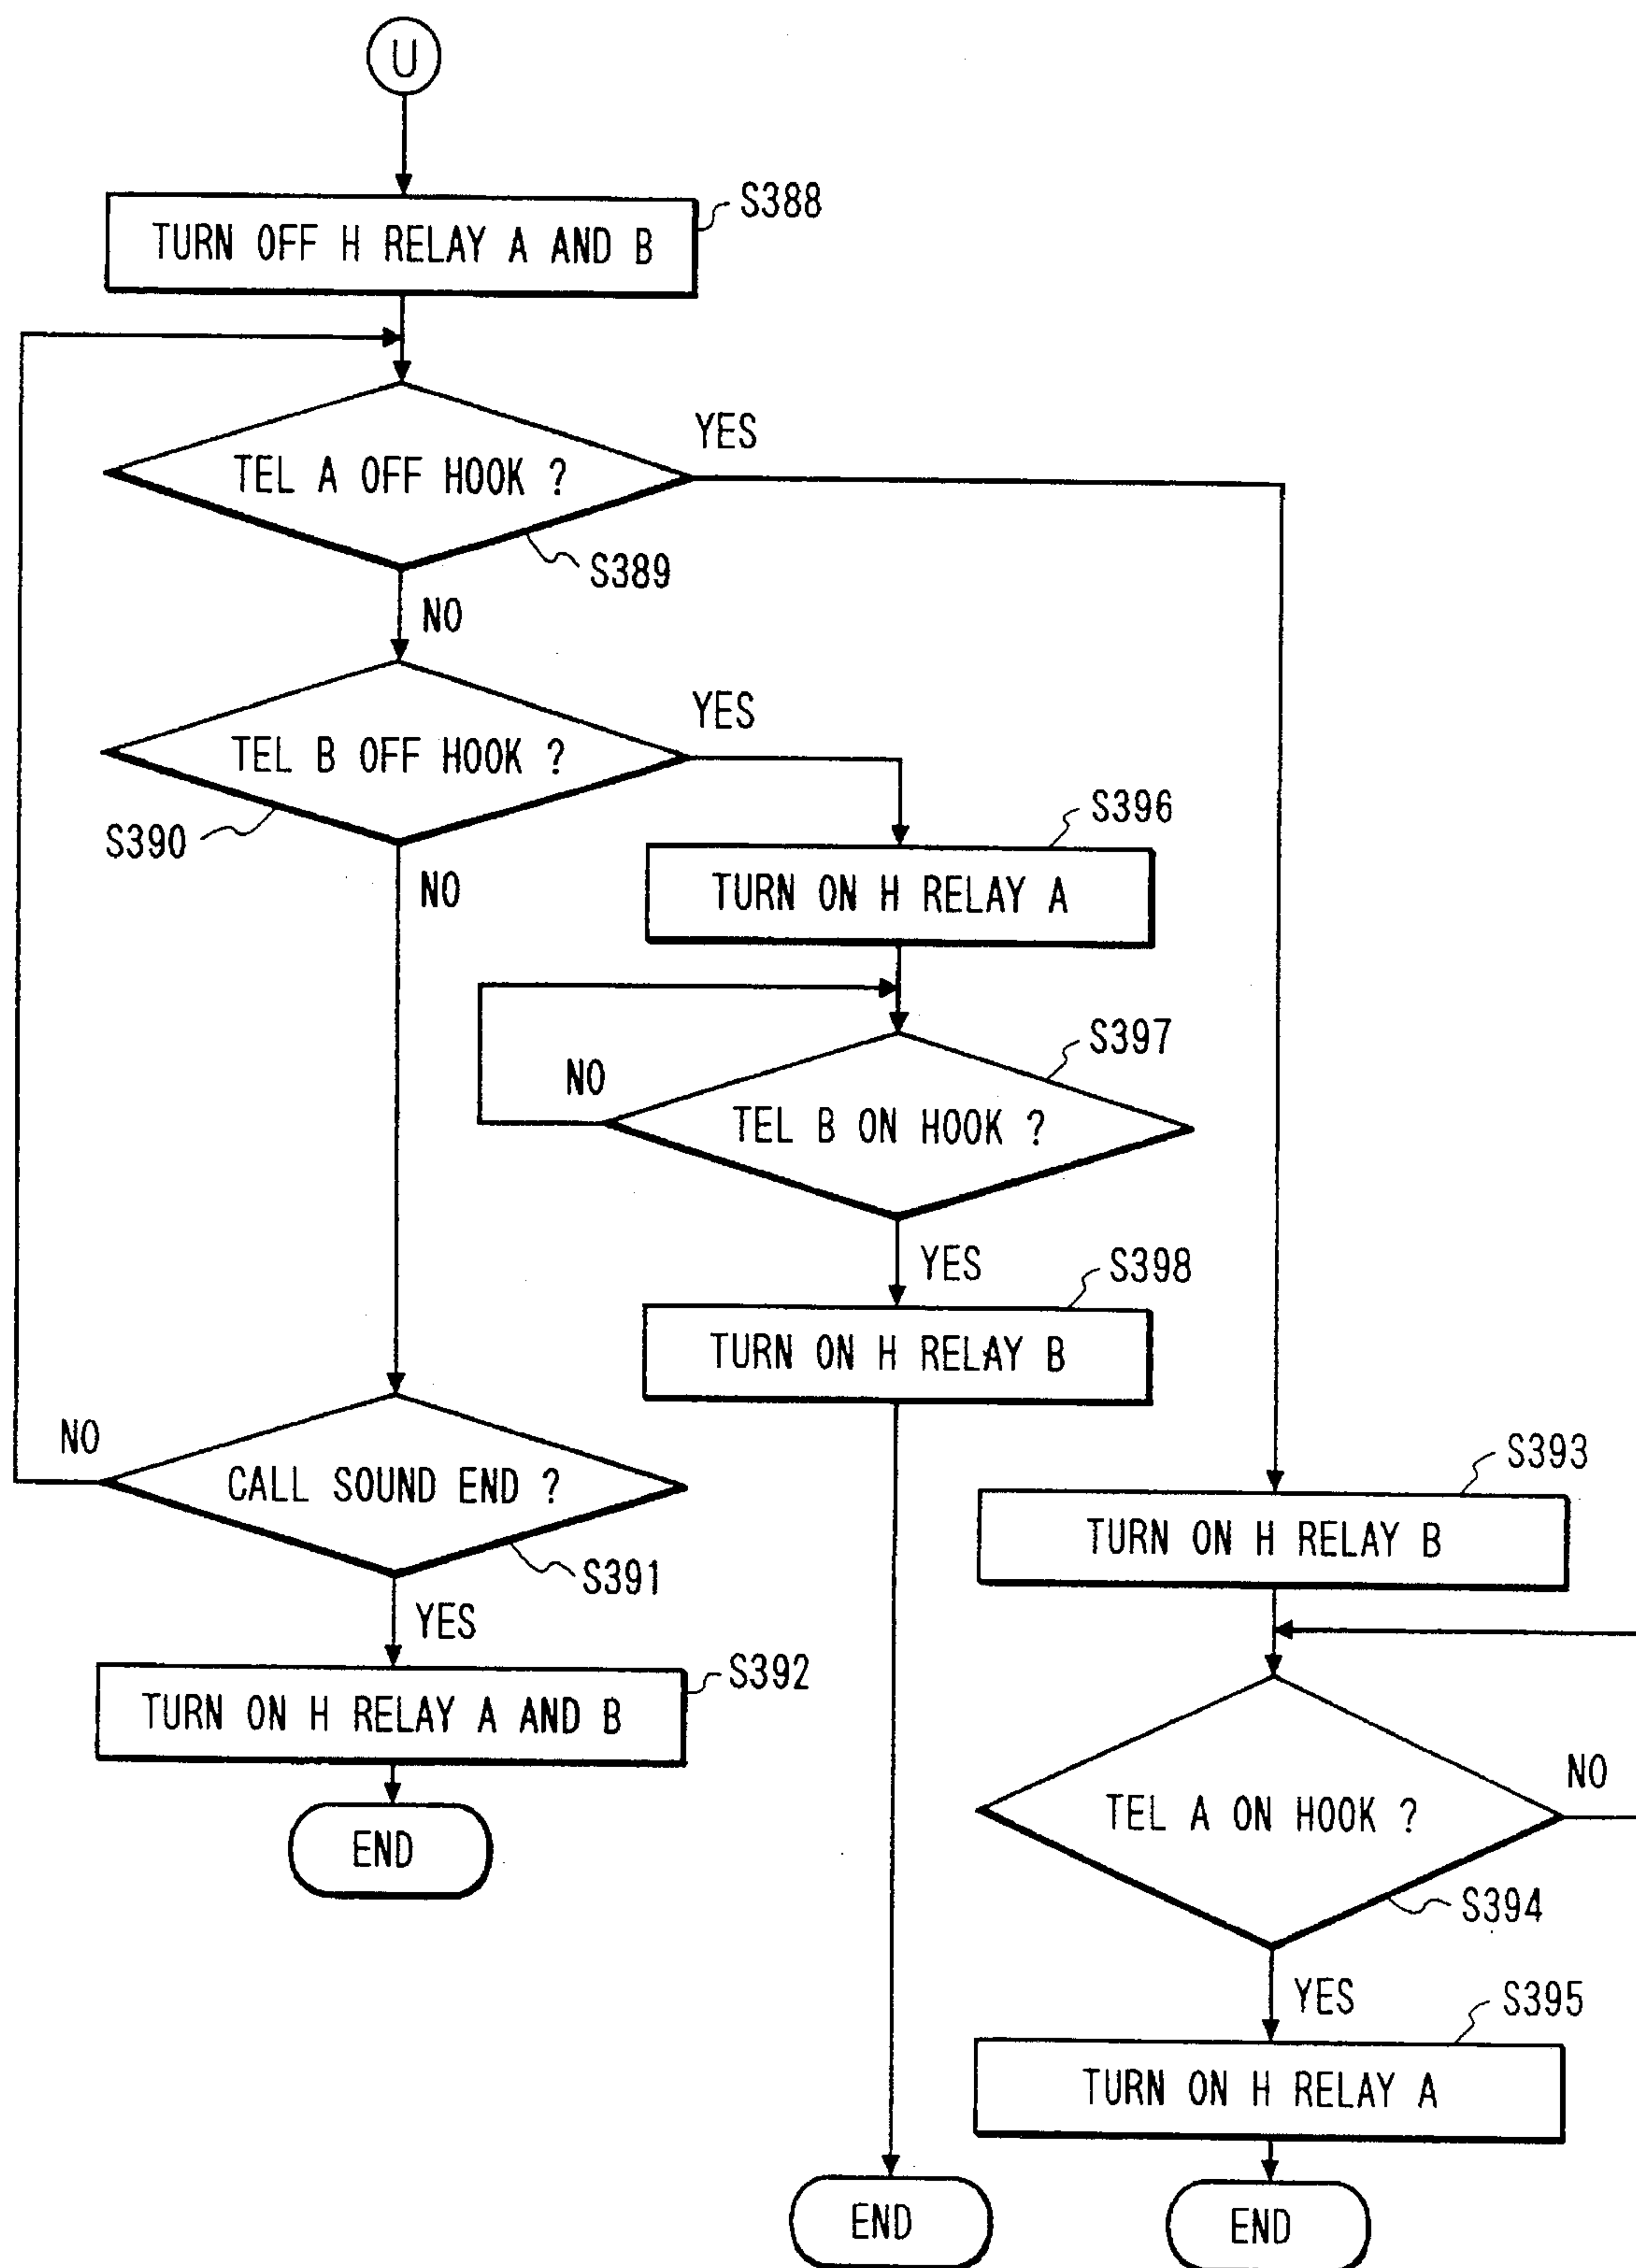 U
S388
TURN OFF H RELAY A AND B
YES
TEL A OFF HOOK ?
S389
NO
YES
TEL B OFF HOOK ?
S390
NO
S396
TURN ON H RELAY A
S397
NO
TEL B ON HOOK ?
YES
S398
TURN ON H RELAY B
NO
CALL SOUND END ?
S391
YES
S392
TURN ON H RELAY A AND B
END
S393
TURN ON H RELAY B
NO
TEL A ON HOOK ?
S394
YES
S395
TURN ON H RELAY A
END
END